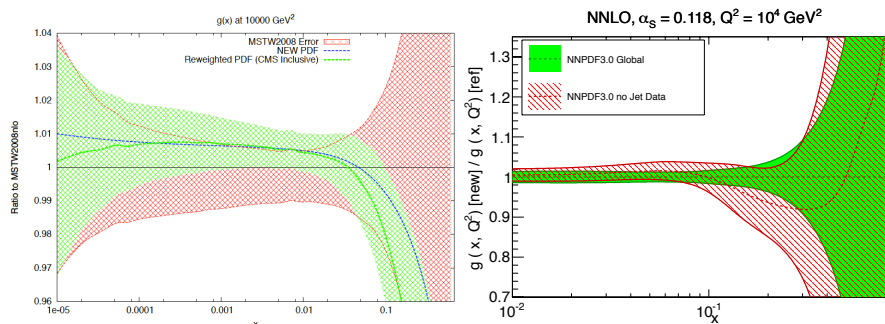 g(x) at 10000 GeV²
MSTW2008 Error
NEW PDF
Reweighted PDF (CMS Inclusive)
Ratio to MSTW2008nlo
1.04
1.03
1.02
1.01
1
0.99
0.98
0.97
0.96
1e-05
0.0001
0.001
0.01
0.1
NNLO, α_S = 0.118, Q² = 10⁴ GeV²
NNPDF3.0 Global
NNPDF3.0 no Jet Data
g ( x, Q²) [new] / g ( x, Q²) [ref]
1.3
1.2
1.1
1
0.9
0.8
0.7
10⁻²
10⁻¹
x